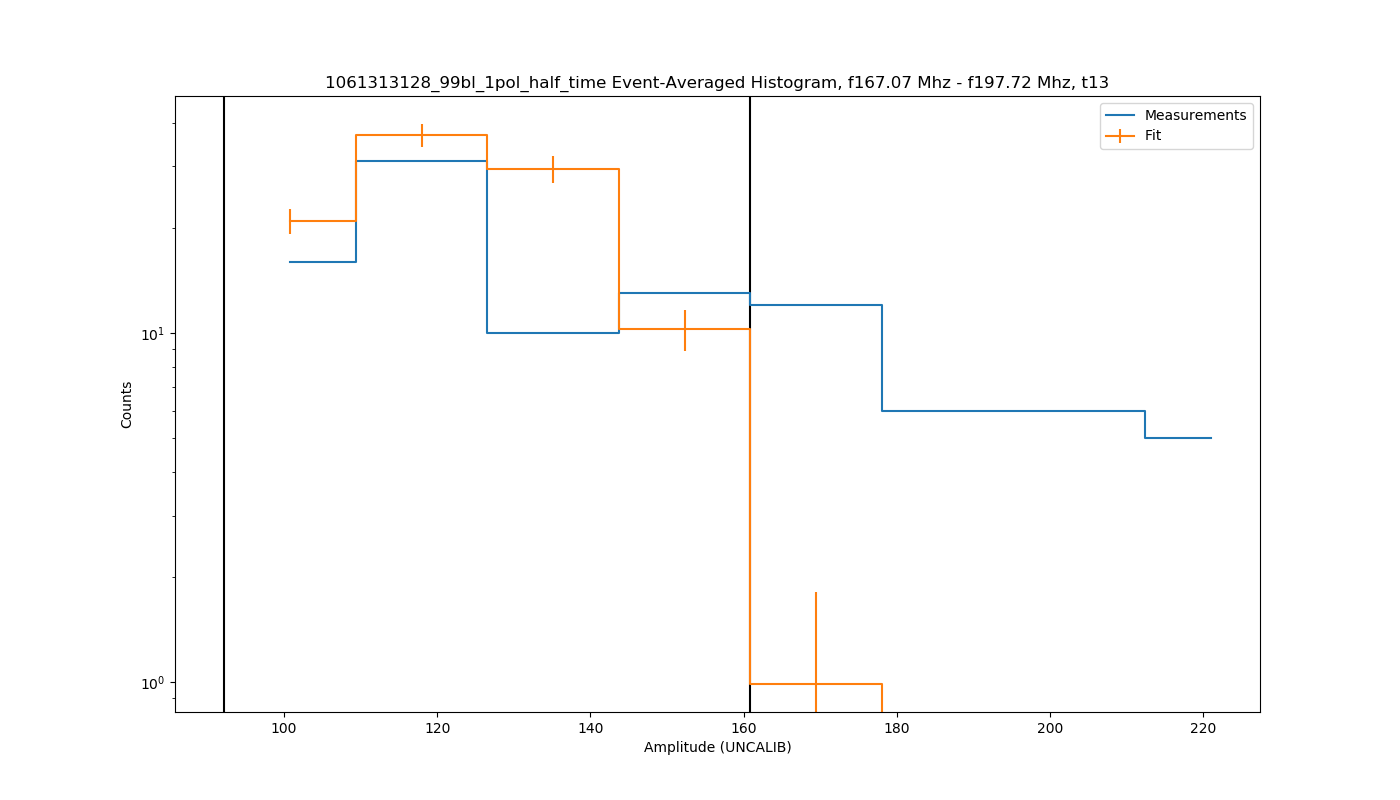 1061313128_99bl_1pol_half_time Event-Averaged Histogram, f167.07 Mhz - f197.72 Mhz, t13
Measurements
Fit
10¹
10⁰
Counts
100 120 140 160 180 200 220
Amplitude (UNCALIB)